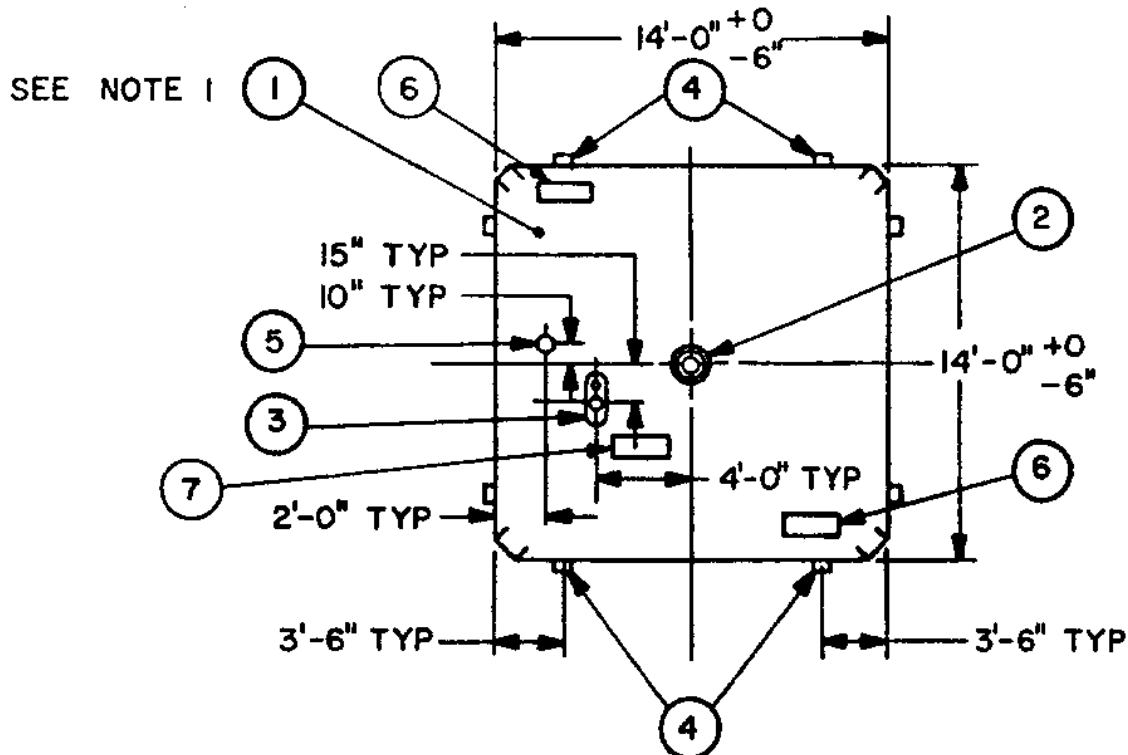 14'-0" +0
-6"
SEE NOTE 1
1
6
4
2
15" TYP
10" TYP
5
14'-0" +0
-6"
3
7
4'-0" TYP
6
2'-0" TYP
3'-6" TYP
3'-6" TYP
4